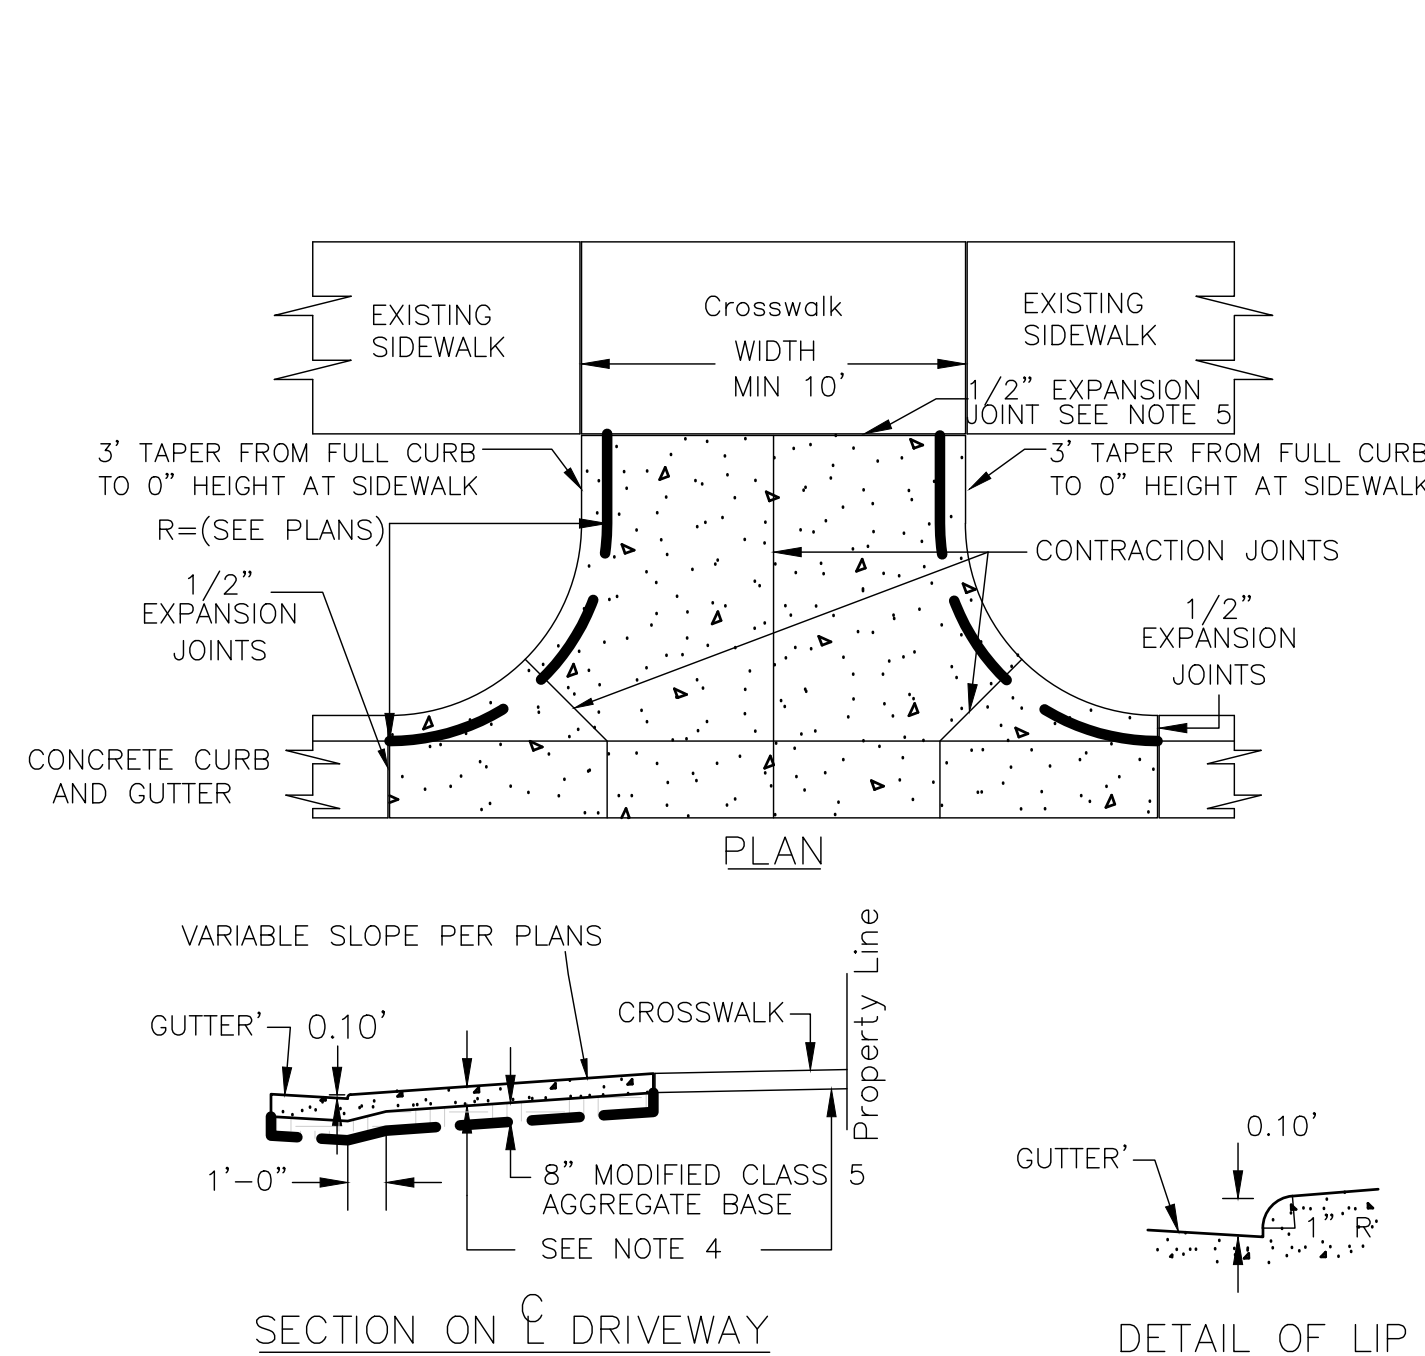 EXISTING
SIDEWALK
Crosswalk
WIDTH
MIN 10'
EXISTING
SIDEWALK
1/2” EXPANSION
JOINT SEE NOTE 5
3' TAPER FROM FULL CURB
TO 0” HEIGHT AT SIDEWALK
3' TAPER FROM FULL CURB
TO 0” HEIGHT AT SIDEWALK
R=(SEE PLANS)
CONTRACTION JOINTS
1/2”
EXPANSION
JOINTS
1/2”
EXPANSION
JOINTS
CONCRETE CURB
AND GUTTER
PLAN
VARIABLE SLOPE PER PLANS
GUTTER'
0.10'
CROSSWALK
Property Line
1'-0”
8” MODIFIED CLASS 5
AGGREGATE BASE
SEE NOTE 4
SECTION ON CL DRIVEWAY
0.10'
GUTTER'
1” R
DETAIL OF LIP